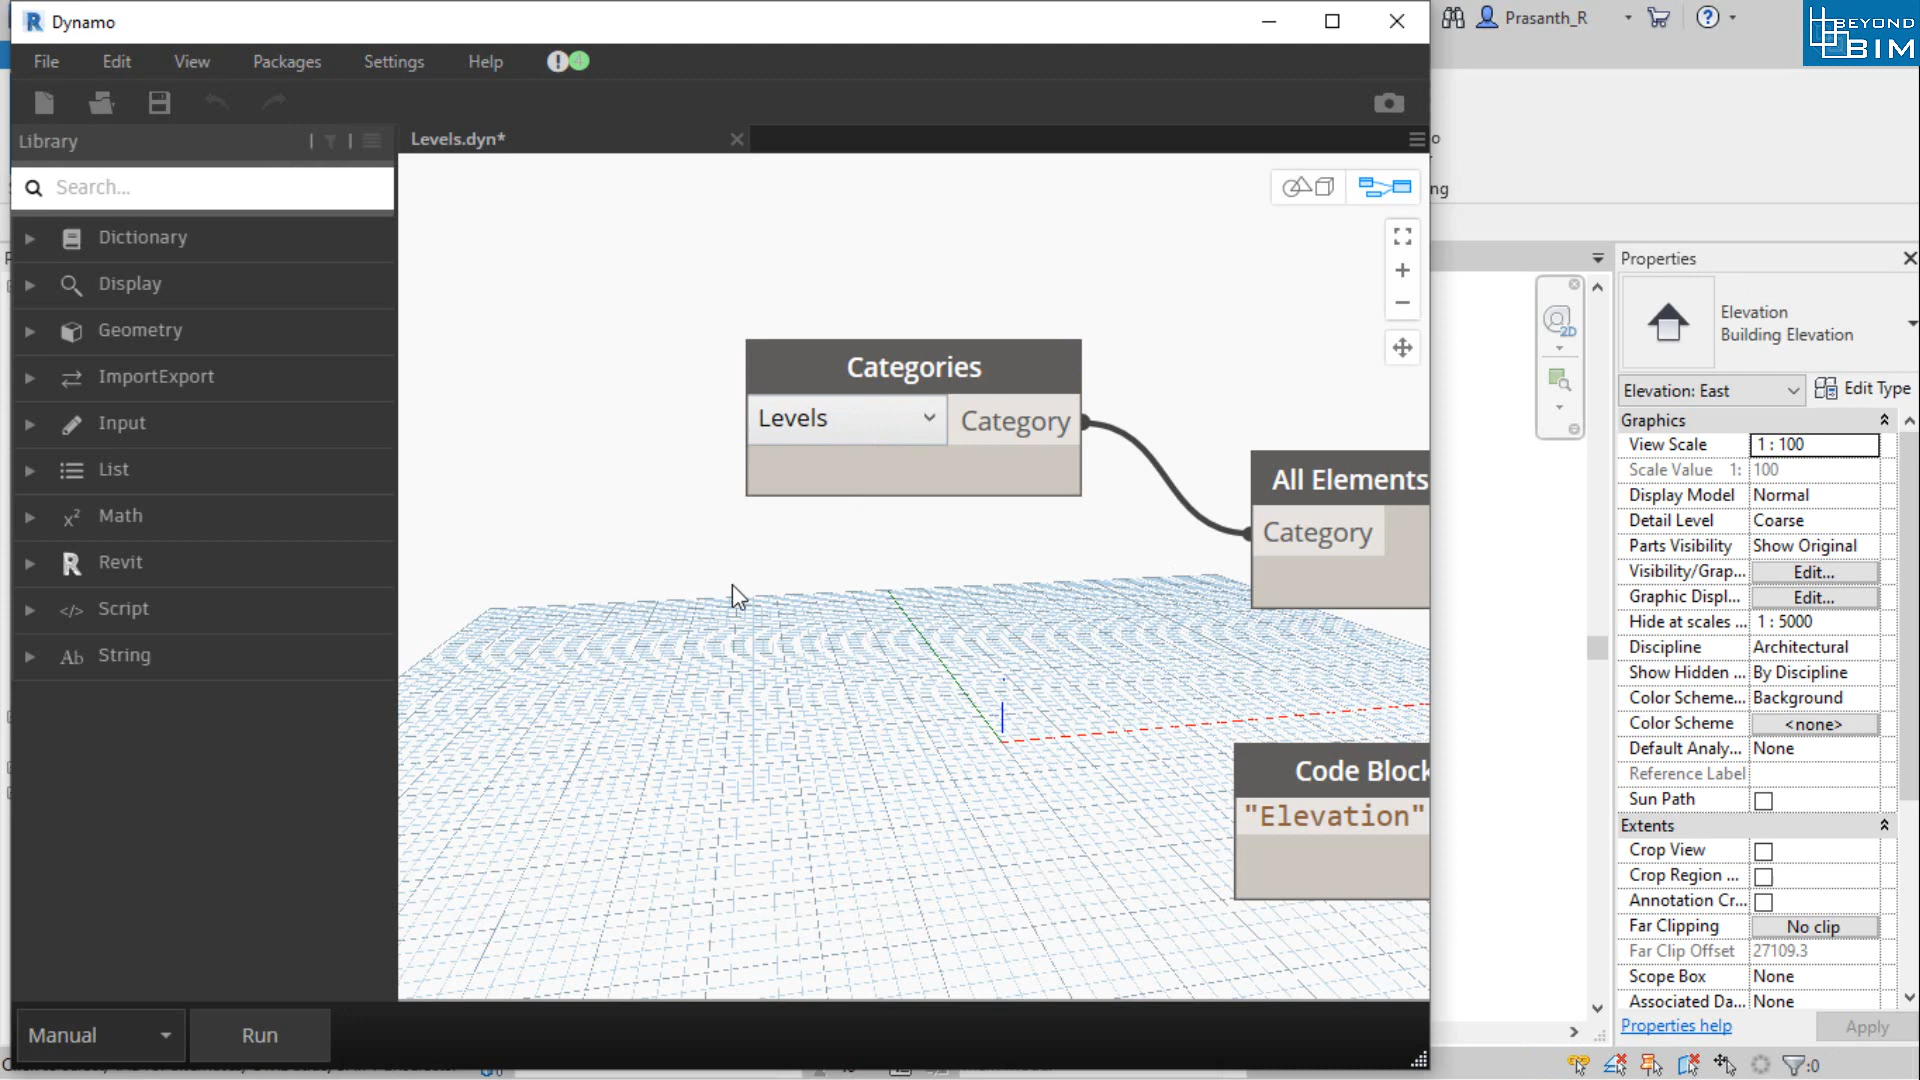 Dynamo
Prasanth_R
BEYOND
BIM
File Edit View Packages Settings Help
Library
Levels.dyn*
Search...
Dictionary
Display
Geometry
ImportExport
Input
List
Math
Revit
Script
String
Categories
Levels
Category
All Elements
Category
Code Block
"Elevation"
Manual
Run
ng
2D
Properties
Elevation
Building Elevation
Elevation: East
Edit Type
Graphics
View Scale 1 : 100
Scale Value 1: 100
Display Model Normal
Detail Level Coarse
Parts Visibility Show Original
Visibility/Grap... Edit...
Graphic Displ... Edit...
Hide at scales ... 1 : 5000
Discipline Architectural
Show Hidden ... By Discipline
Color Scheme... Background
Color Scheme <none>
Default Analy... None
Reference Label
Sun Path
Extents
Crop View
Crop Region ...
Annotation Cr...
Far Clipping No clip
Far Clip Offset 27109.3
Scope Box None
Associated Da... None
Properties help
Apply
:0